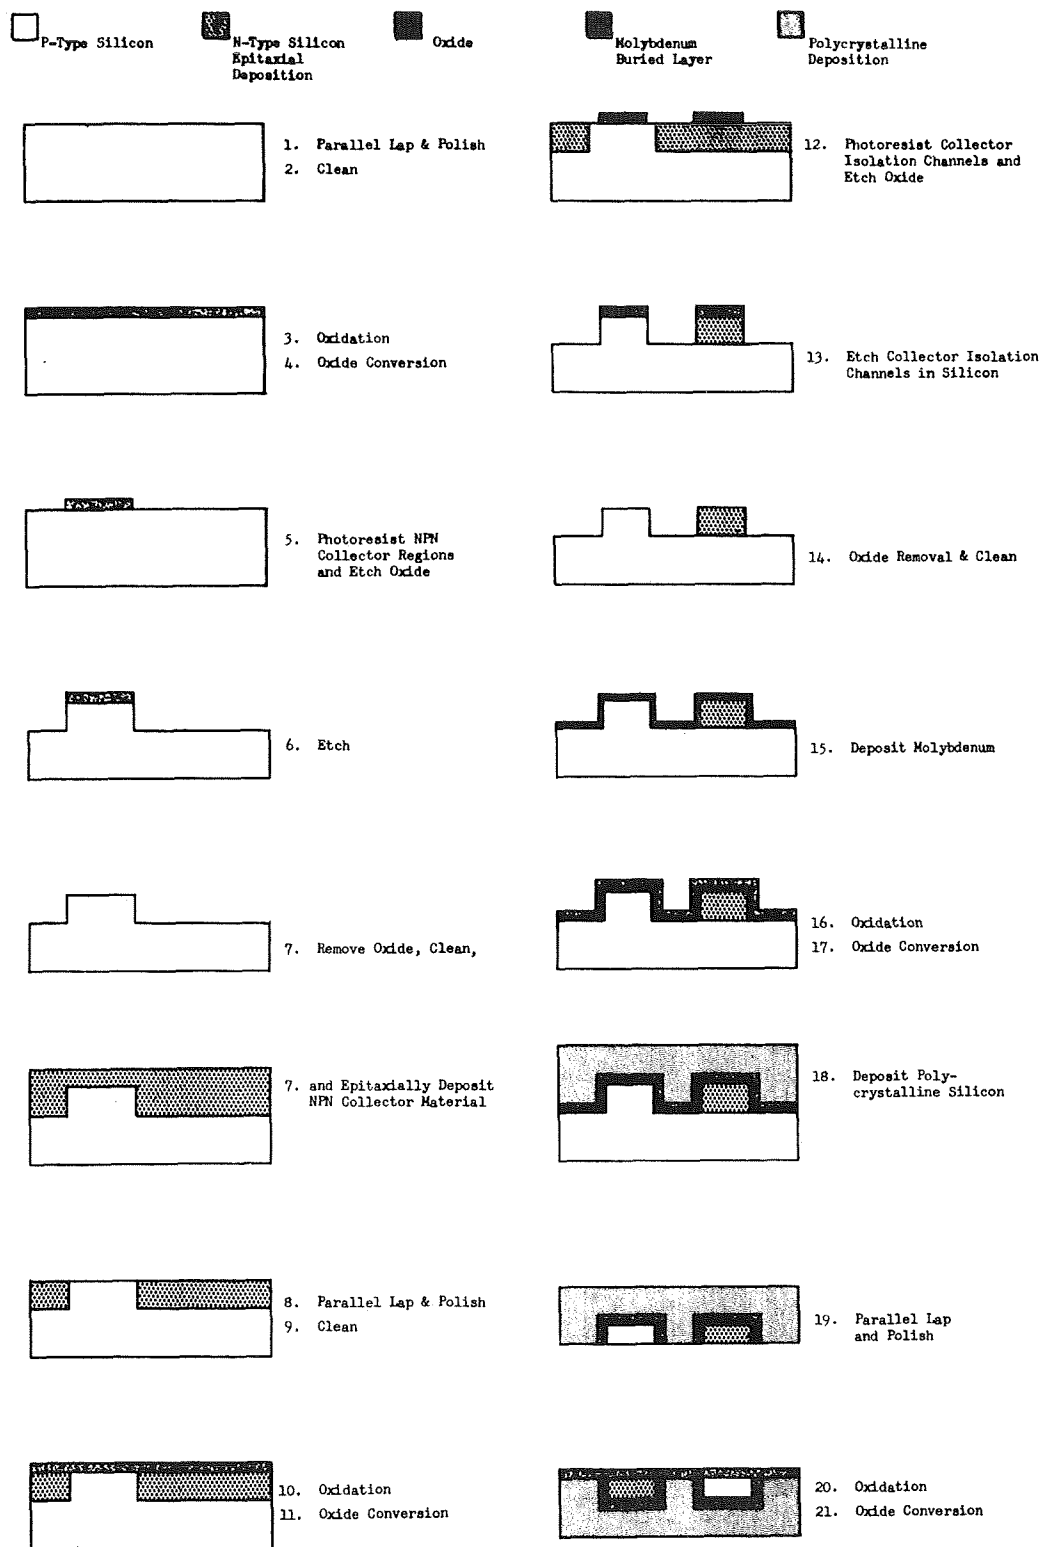 P-Type Silicon
N-Type Silicon
Epitaxial
Deposition
Oxide
Molybdenum
Buried Layer
Polycrystalline
Deposition
1. Parallel Lap & Polish
2. Clean
3. Oxidation
4. Oxide Conversion
5. Photoresist NPN
Collector Regions
and Etch Oxide
6. Etch
7. Remove Oxide, Clean,
7. and Epitaxially Deposit
NPN Collector Material
8. Parallel Lap & Polish
9. Clean
10. Oxidation
11. Oxide Conversion
12. Photoresist Collector
Isolation Channels and
Etch Oxide
13. Etch Collector Isolation
Channels in Silicon
14. Oxide Removal & Clean
15. Deposit Molybdenum
16. Oxidation
17. Oxide Conversion
18. Deposit Poly-
crystalline Silicon
19. Parallel Lap
and Polish
20. Oxidation
21. Oxide Conversion